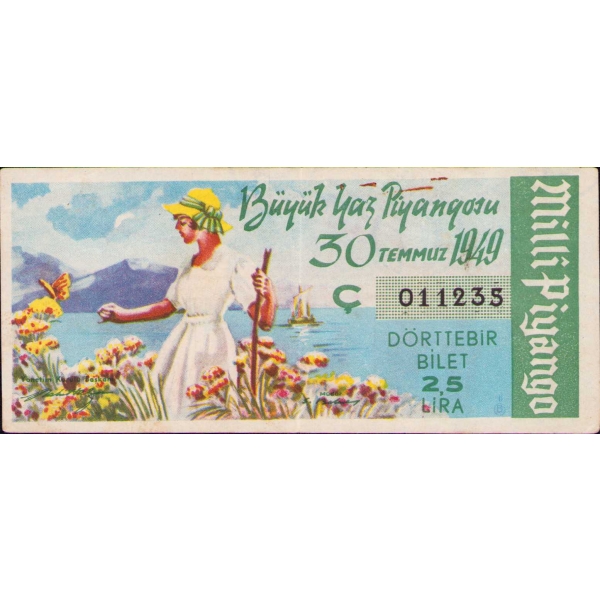 Büyük Yaz Piyangosu
30 TEMMUZ 1949
Ç 011235
DÖRTTEBİR
BİLET
2,5
LİRA
Milli Piyango